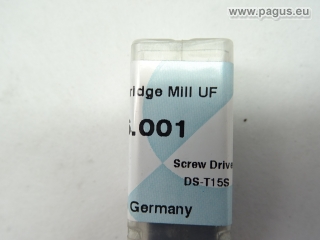 www.pagus.eu
ridge Mill UF
.001
Screw Drive
DS-T15S
Germany